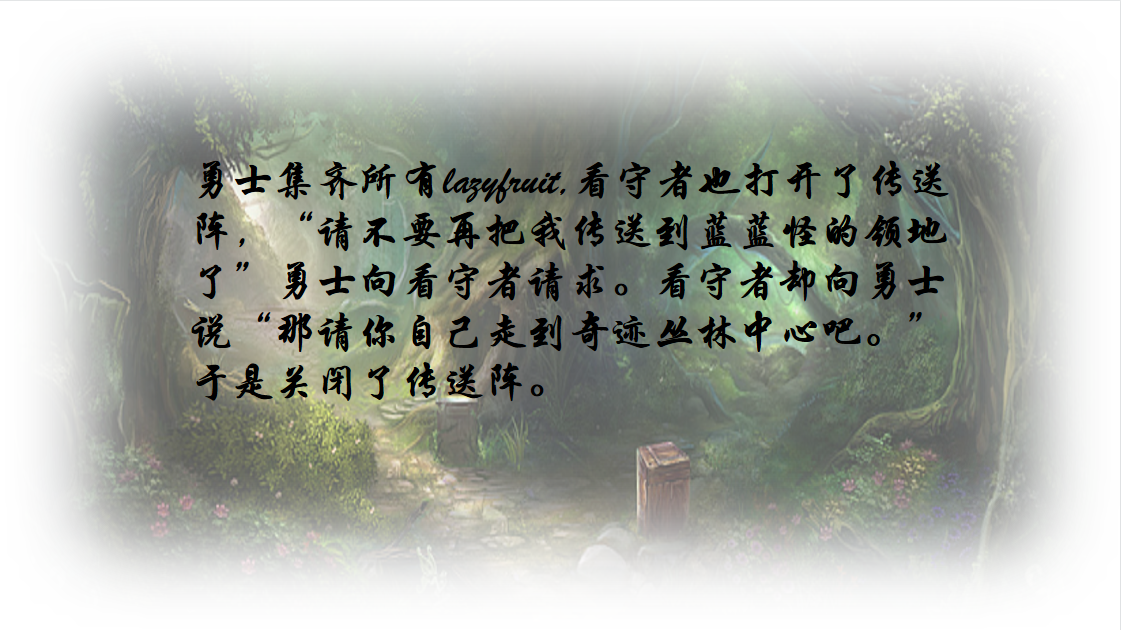 勇士集齐所有lazyfruit,看守者也打开了传送
阵，“请不要再把我传送到蓝蓝怪的领地
了”勇士向看守者请求。看守者却向勇士
说“那请你自己走到奇迹丛林中心吧。”
于是关闭了传送阵。